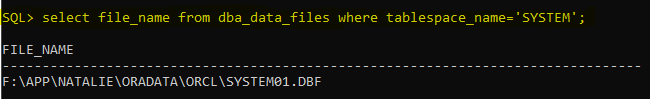 SQL> select file_name from dba_data_files where tablespace_name='SYSTEM';
FILE_NAME
--------------------------------------------------------------------------------
F:\APP\NATALIE\ORADATA\ORCL\SYSTEM01.DBF